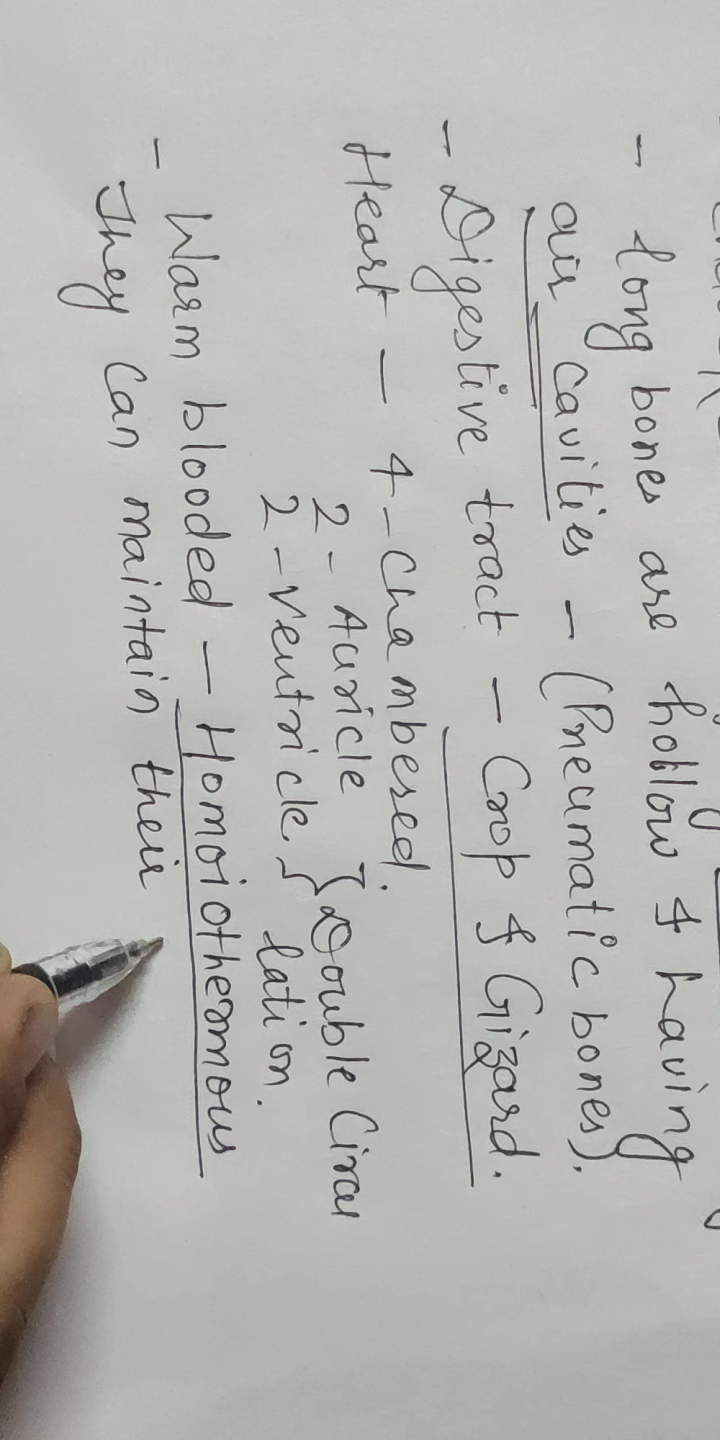 - long bones are hollow & having
air cavities - (Pneumatic bones).
- Digestive tract - Crop & Gizard.
Heart - 4-Chambered.
2 - Auricle } { Double Circu
2 - Ventricle. lation.
- Warm blooded - Homoiothermous
They can maintain their